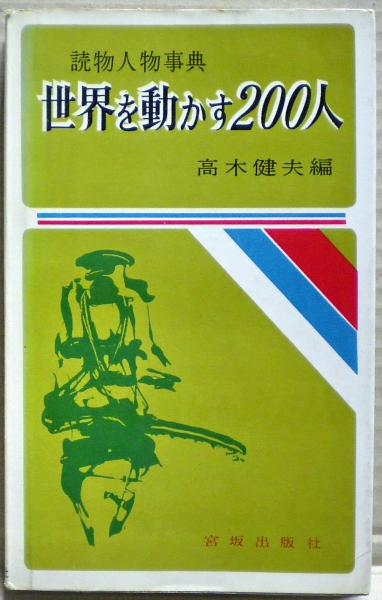 読物人物事典
世界を動かす200人
高木健夫編
宮坂出版社